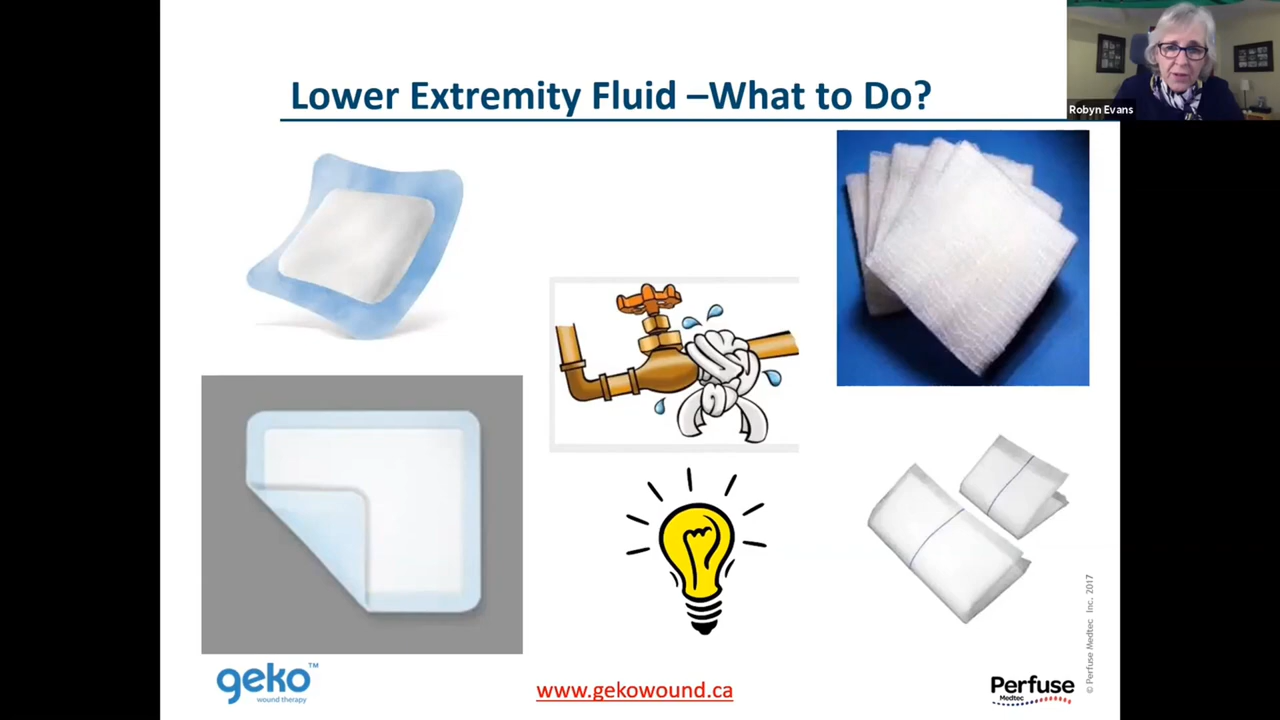 Lower Extremity Fluid –What to Do?
Robyn Evans
© Perfuse Medtec Inc. 2017
geko™
wound therapy
www.gekowound.ca
Perfuse
Medtec